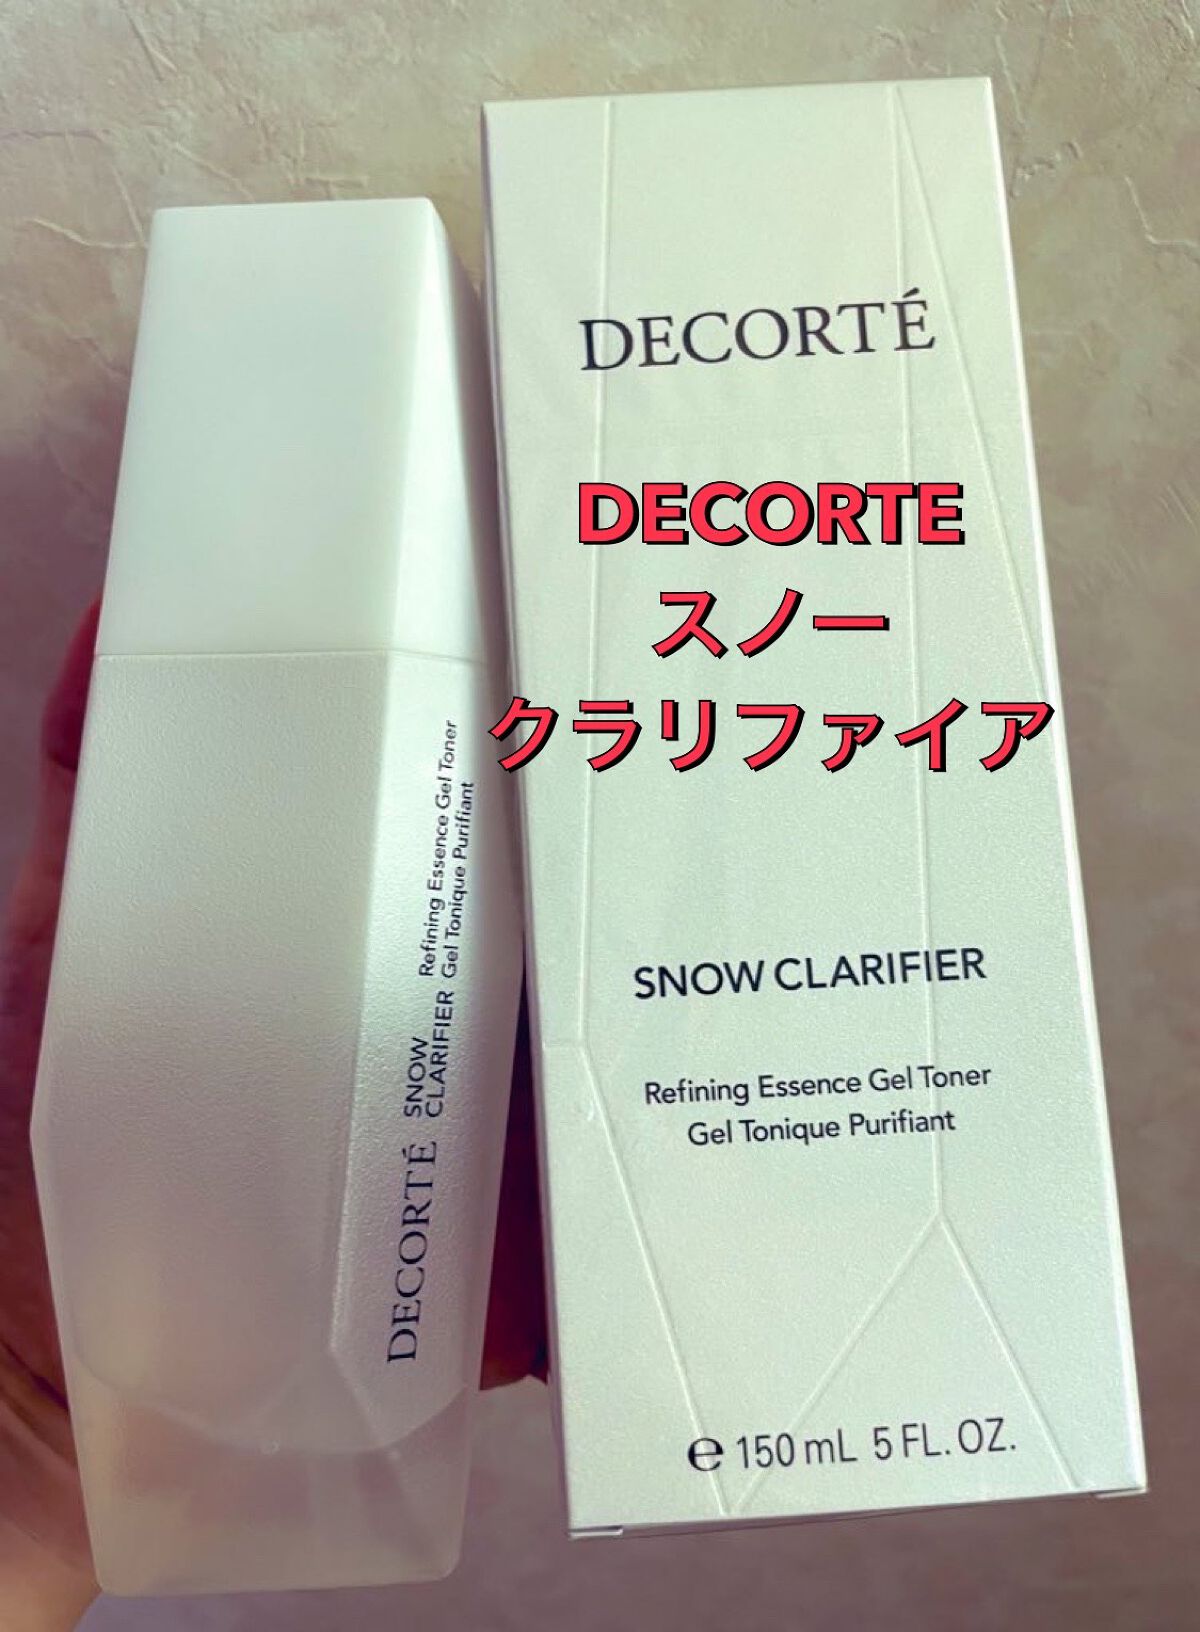 DECORTÉ
DECORTE
スノー
クラリファイア
SNOW CLARIFIER
Refining Essence Gel Toner
Gel Tonique Purifiant
℮ 150 mL 5 FL. OZ.
DECORTÉ
SNOW
CLARIFIER
Refining Essence Gel Toner
Gel Tonique Purifiant